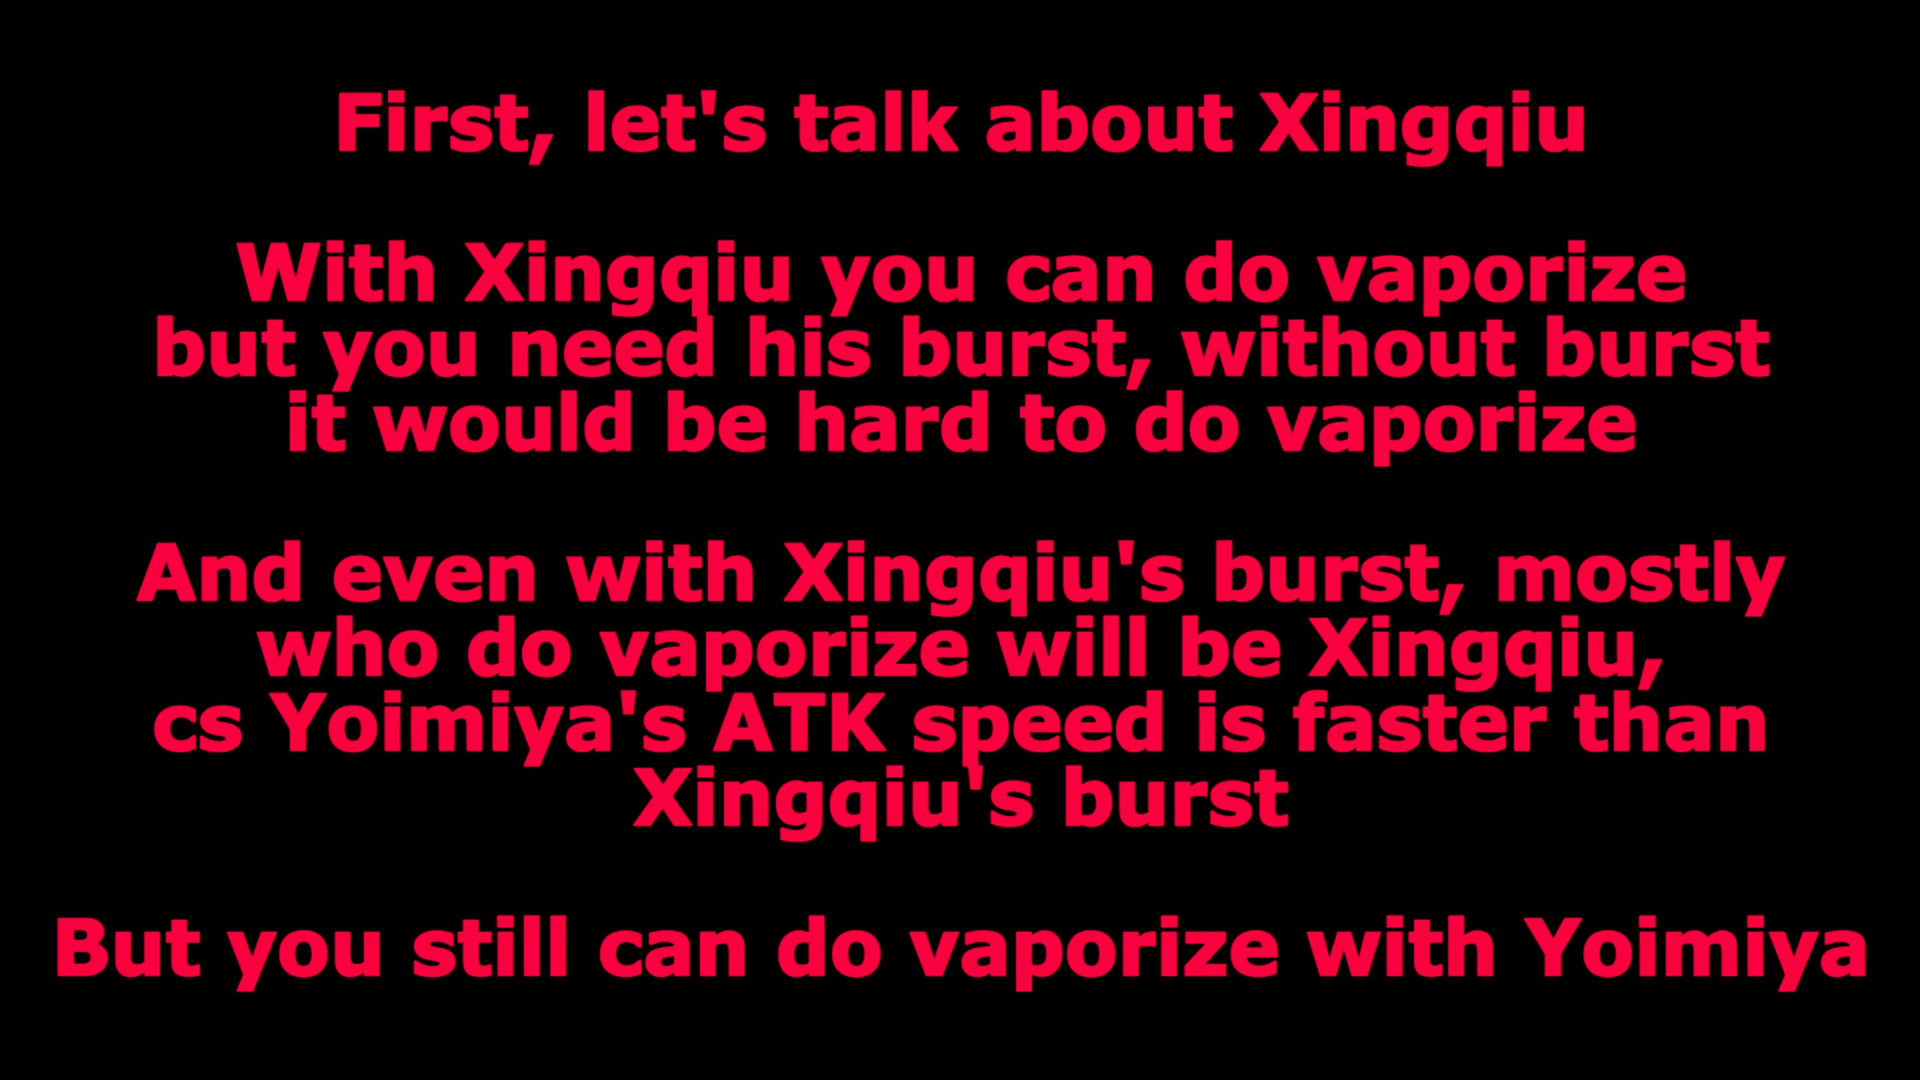 First, let's talk about Xingqiu
With Xingqiu you can do vaporize
but you need his burst, without burst
it would be hard to do vaporize
And even with Xingqiu's burst, mostly
who do vaporize will be Xingqiu,
cs Yoimiya's ATK speed is faster than
Xingqiu's burst
But you still can do vaporize with Yoimiya